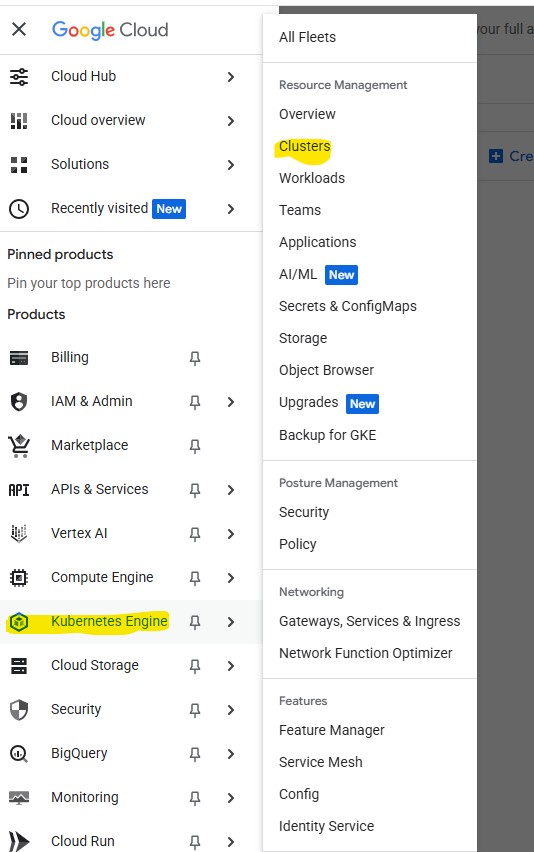 Google Cloud
Cloud Hub
Cloud overview
Solutions
Recently visited New
Pinned products
Pin your top products here
Products
Billing
IAM & Admin
Marketplace
API APIs & Services
Vertex AI
Compute Engine
Kubernetes Engine
Cloud Storage
Security
BigQuery
Monitoring
Cloud Run
All Fleets
Resource Management
Overview
Clusters
Workloads
Teams
Applications
AI/ML New
Secrets & ConfigMaps
Storage
Object Browser
Upgrades New
Backup for GKE
Posture Management
Security
Policy
Networking
Gateways, Services & Ingress
Network Function Optimizer
Features
Feature Manager
Service Mesh
Config
Identity Service
your full a
Cre